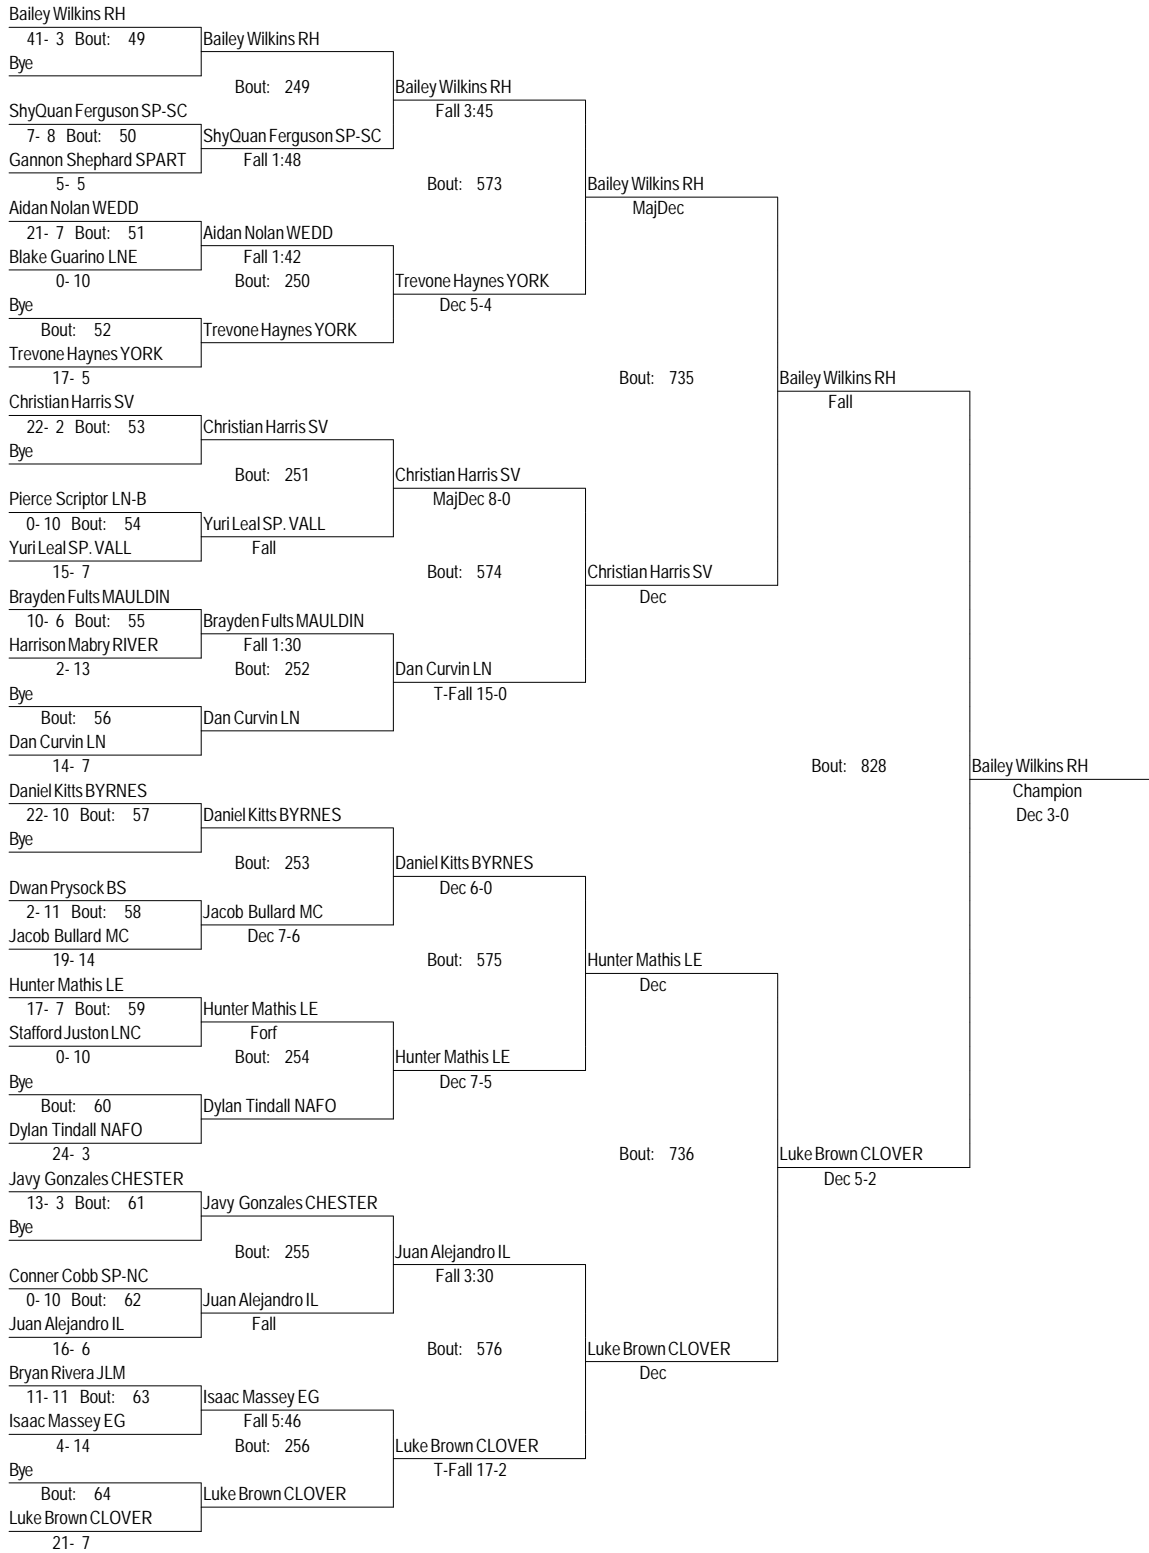 Bailey Wilkins RH
41- 3 Bout: 49
Bye
Bailey Wilkins RH
Bout: 249
ShyQuan Ferguson SP-SC
7- 8 Bout: 50
Gannon Shephard SPART
5- 5
ShyQuan Ferguson SP-SC
Fall 1:48
Bailey Wilkins RH
Fall 3:45
Bout: 573
Aidan Nolan WEDD
21- 7 Bout: 51
Blake Guarino LNE
0- 10
Aidan Nolan WEDD
Fall 1:42
Bout: 250
Bye
Bout: 52
Trevone Haynes YORK
17- 5
Trevone Haynes YORK
Trevone Haynes YORK
Dec 5-4
Bailey Wilkins RH
MajDec
Bout: 735
Christian Harris SV
22- 2 Bout: 53
Bye
Christian Harris SV
Bout: 251
Pierce Scriptor LN-B
0- 10 Bout: 54
Yuri Leal SP. VALL
15- 7
Yuri Leal SP. VALL
Fall
Christian Harris SV
MajDec 8-0
Bout: 574
Brayden Fults MAULDIN
10- 6 Bout: 55
Harrison Mabry RIVER
2- 13
Brayden Fults MAULDIN
Fall 1:30
Bout: 252
Bye
Bout: 56
Dan Curvin LN
14- 7
Dan Curvin LN
Dan Curvin LN
T-Fall 15-0
Christian Harris SV
Dec
Bailey Wilkins RH
Fall
Bout: 828
Daniel Kitts BYRNES
22- 10 Bout: 57
Bye
Daniel Kitts BYRNES
Bout: 253
Dwan Prysock BS
2- 11 Bout: 58
Jacob Bullard MC
19- 14
Jacob Bullard MC
Dec 7-6
Daniel Kitts BYRNES
Dec 6-0
Bout: 575
Hunter Mathis LE
17- 7 Bout: 59
Stafford Juston LNC
0- 10
Hunter Mathis LE
Forf
Bout: 254
Bye
Bout: 60
Dylan Tindall NAFO
24- 3
Dylan Tindall NAFO
Hunter Mathis LE
Dec 7-5
Hunter Mathis LE
Dec
Bout: 736
Javy Gonzales CHESTER
13- 3 Bout: 61
Bye
Javy Gonzales CHESTER
Bout: 255
Conner Cobb SP-NC
0- 10 Bout: 62
Juan Alejandro IL
16- 6
Juan Alejandro IL
Fall
Juan Alejandro IL
Fall 3:30
Bout: 576
Bryan Rivera JLM
11- 11 Bout: 63
Isaac Massey EG
4- 14
Isaac Massey EG
Fall 5:46
Bout: 256
Bye
Bout: 64
Luke Brown CLOVER
21- 7
Luke Brown CLOVER
Luke Brown CLOVER
T-Fall 17-2
Luke Brown CLOVER
Dec
Luke Brown CLOVER
Dec 5-2
Bailey Wilkins RH
Champion
Dec 3-0